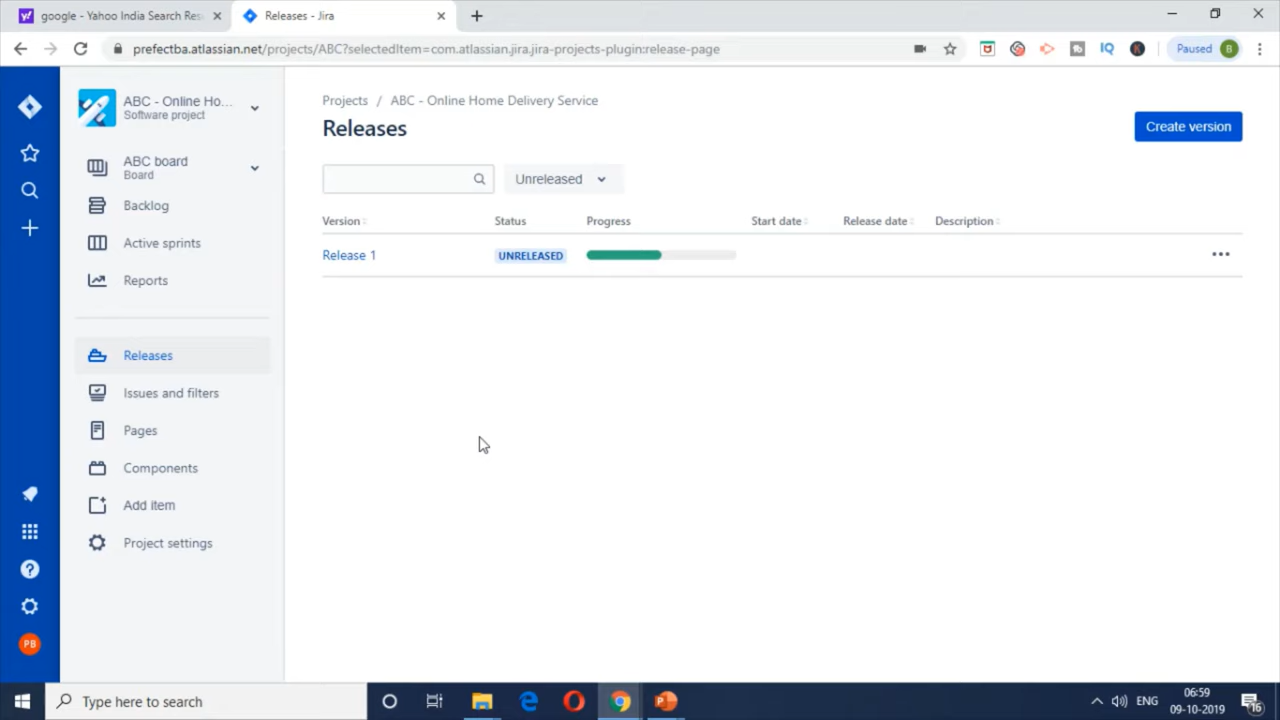 google - Yahoo India Search Res
Releases - Jira
prefectba.atlassian.net/projects/ABC?selectedItem=com.atlassian.jira.jira-projects-plugin:release-page
IQ
K
Paused
B
ABC - Online Ho...
Software project
ABC board
Board
Backlog
Active sprints
Reports
Releases
Issues and filters
Pages
Components
Add item
Project settings
PB
Projects / ABC - Online Home Delivery Service
Releases
Create version
Unreleased
Version Status Progress Start date Release date Description
Release 1 UNRELEASED
Type here to search
ENG
06:59
09-10-2019
16